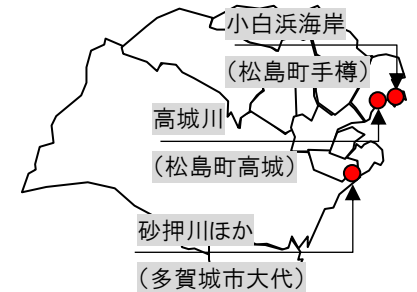 小白浜海岸
（松島町手樽）
高城川
（松島町高城）
砂押川ほか
（多賀城市大代）